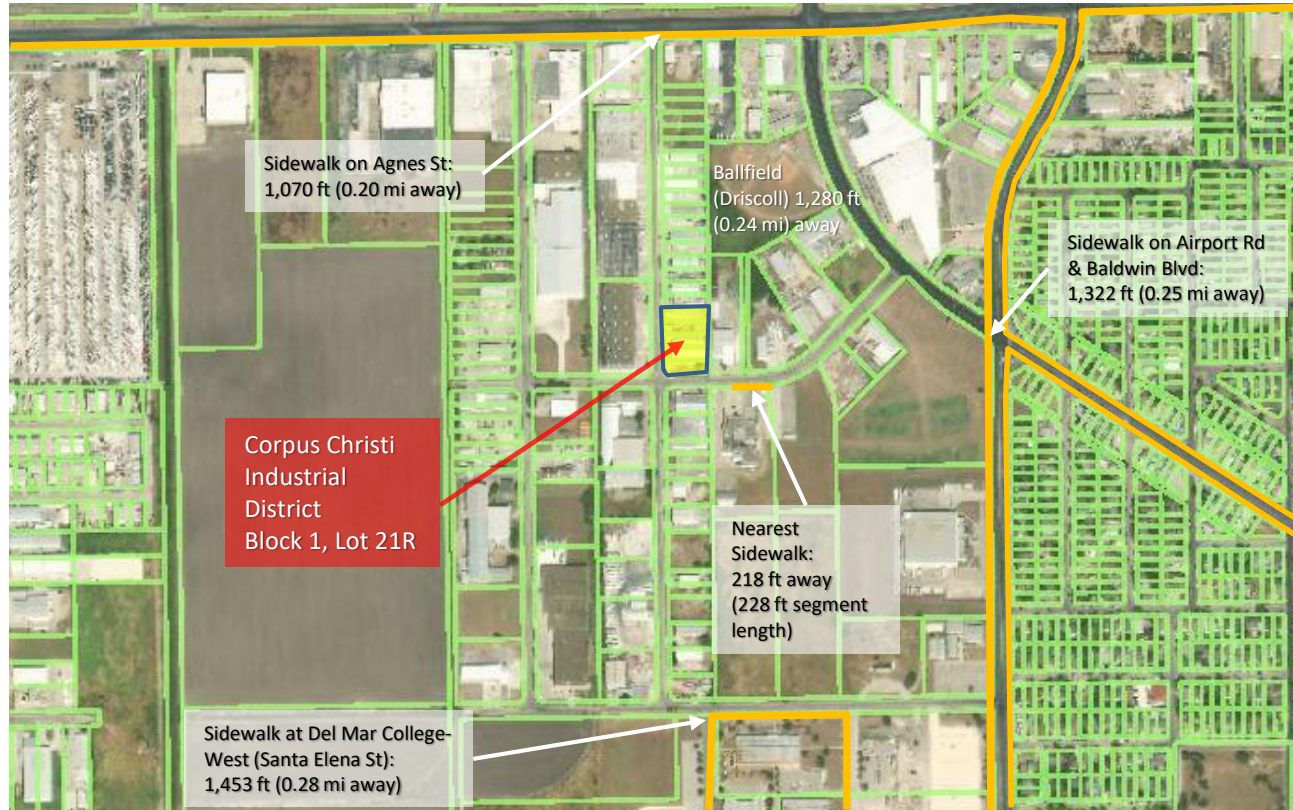 Sidewalk on Agnes St:
1,070 ft (0.20 mi away)
Ballfield
(Driscoll) 1,280 ft
(0.24 mi) away
Sidewalk on Airport Rd
& Baldwin Blvd:
1,322 ft (0.25 mi away)
Corpus Christi
Industrial
District
Block 1, Lot 21R
Nearest
Sidewalk:
218 ft away
(228 ft segment
length)
Sidewalk at Del Mar College-
West (Santa Elena St):
1,453 ft (0.28 mi away)